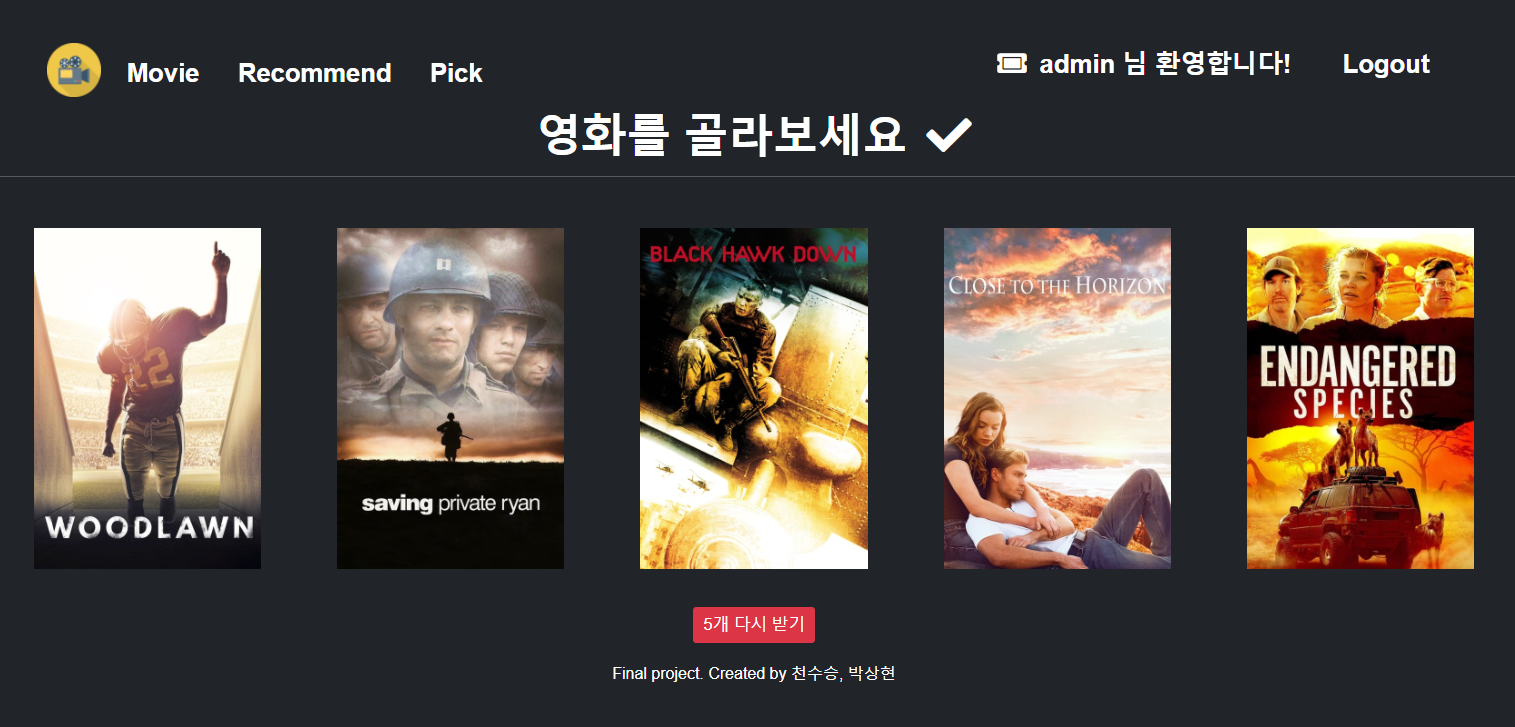 Movie Recommend Pick
admin 님 환영합니다! Logout
영화를 골라보세요
WOODLAWN
saving private ryan
BLACK HAWK DOWN
CLOSE TO THE HORIZON
ENDANGERED
SPECIES
5개 다시 받기
Final project. Created by 천수승, 박상현